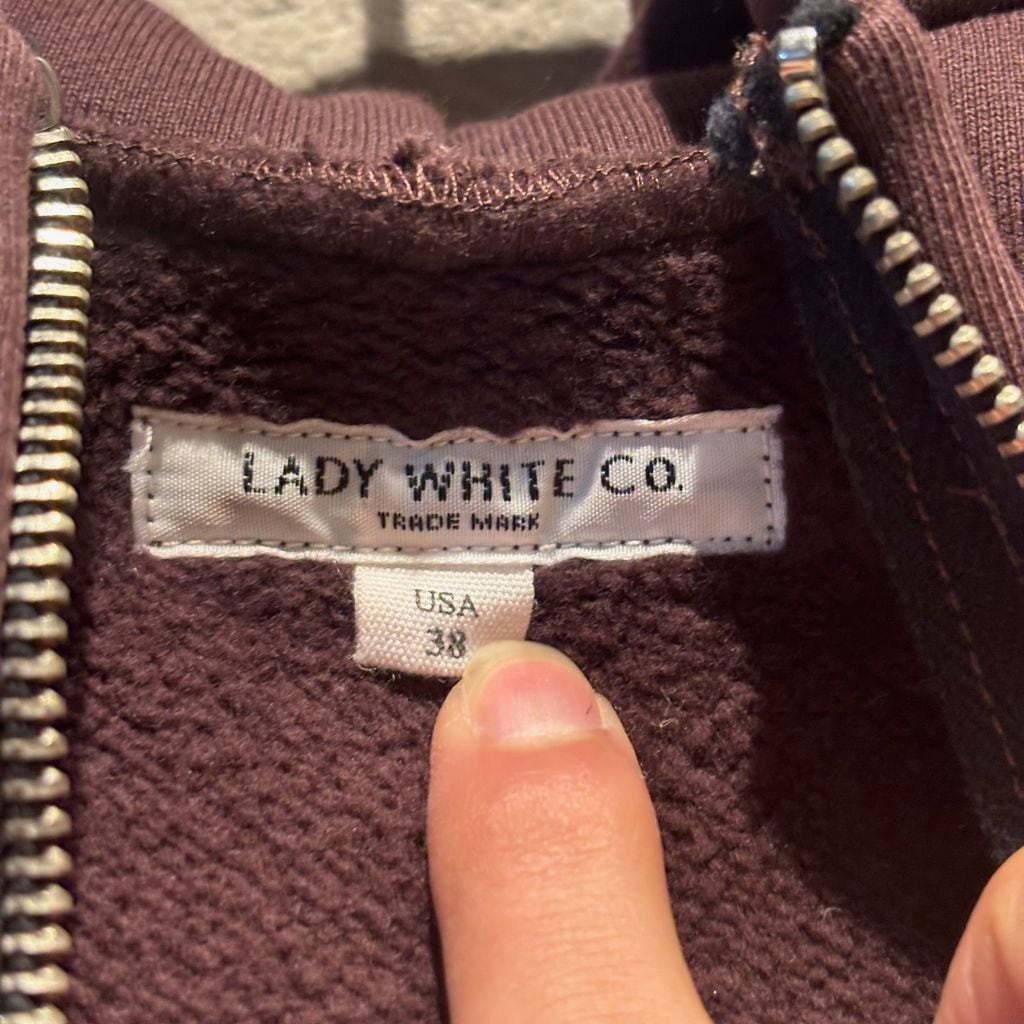 LADY WHITE CO.
TRADE MARK
USA
38